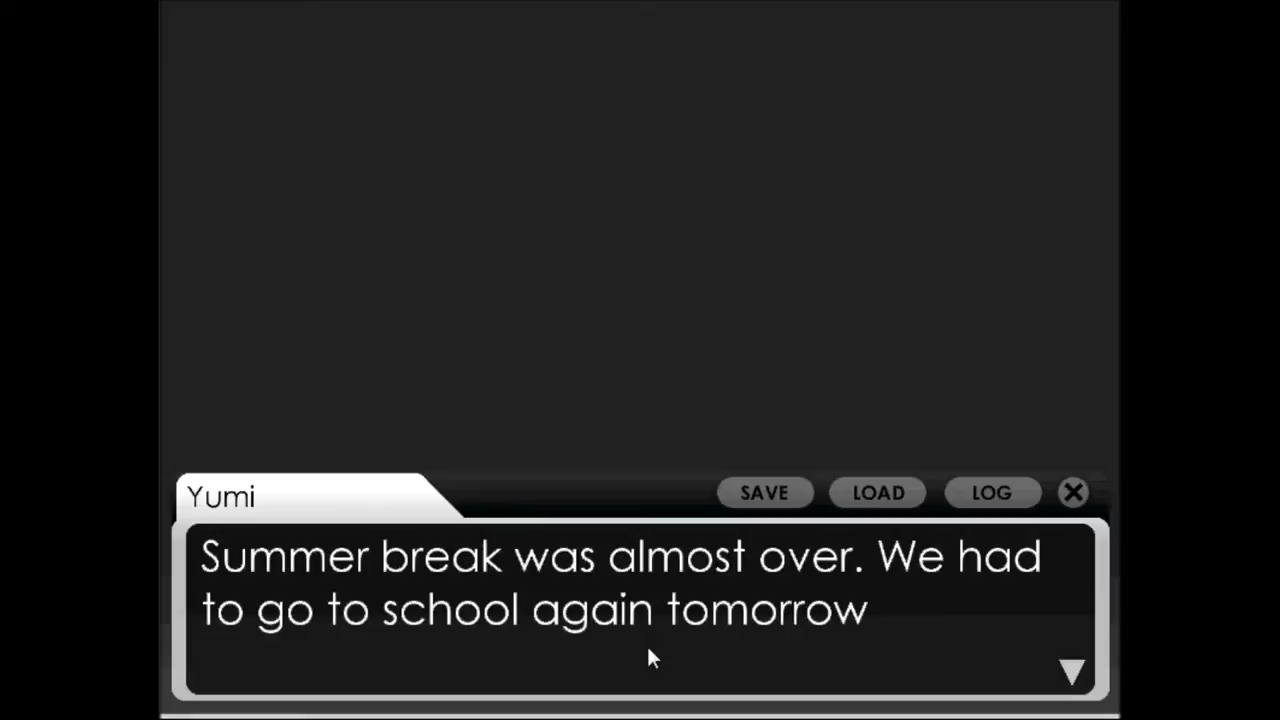 Yumi
SAVE LOAD LOG
Summer break was almost over. We had
to go to school again tomorrow